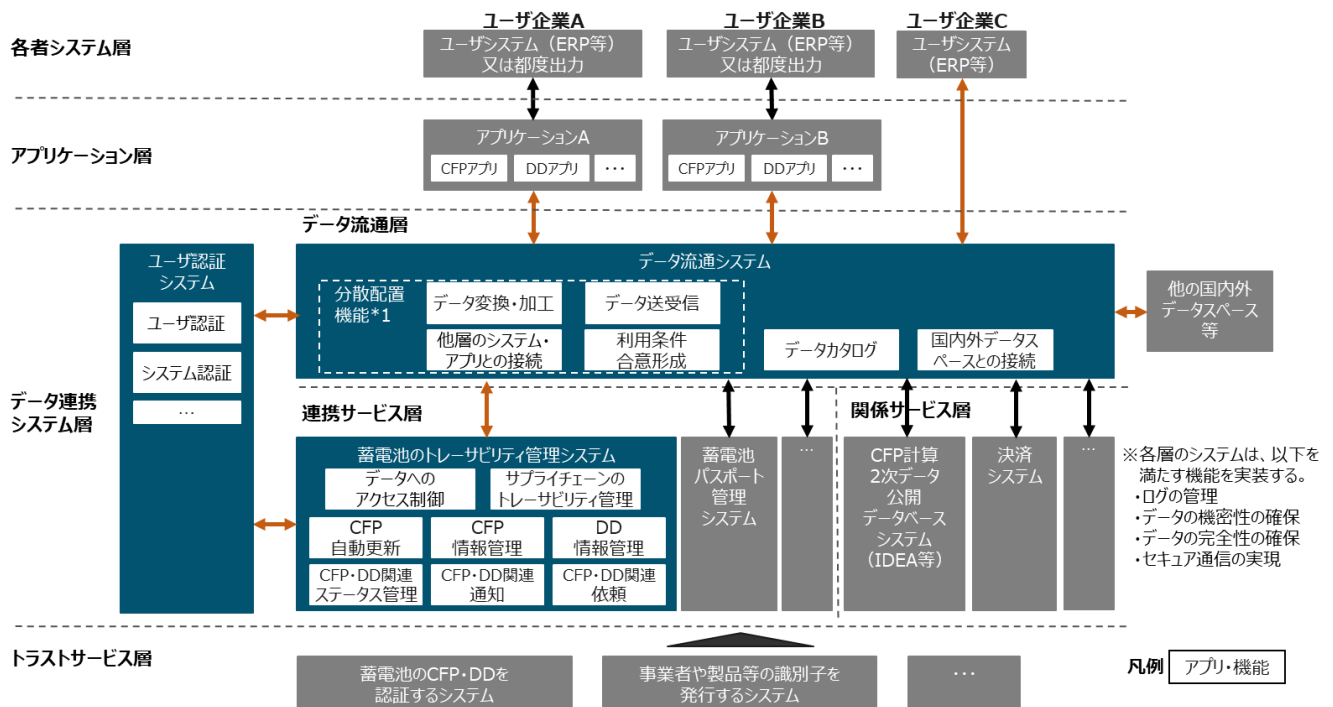 各者システム層
ユーザ企業A
ユーザシステム（ERP等）
又は都度出力
ユーザ企業B
ユーザシステム（ERP等）
又は都度出力
ユーザ企業C
ユーザシステム
（ERP等）
アプリケーション層
アプリケーションA
CFPアプリ
DDアプリ
…
アプリケーションB
CFPアプリ
DDアプリ
…
データ連携
システム層
ユーザ認証
システム
ユーザ認証
システム認証
…
データ流通層
データ流通システム
分散配置
機能*1
データ変換・加工
データ送受信
他層のシステム・
アプリとの接続
利用条件
合意形成
データカタログ
国内外データス
ペースとの接続
他の国内外
データスペース
等
連携サービス層
蓄電池のトレーサビリティ管理システム
データへの
アクセス制御
サプライチェーンの
トレーサビリティ管理
CFP
自動更新
CFP
情報管理
DD
情報管理
CFP・DD関連
ステータス管理
CFP・DD関連
通知
CFP・DD関連
依頼
蓄電池
パスポート
管理
システム
…
関係サービス層
CFP計算
2次データ
公開
データベース
システム
（IDEA等）
決済
システム
…
※各層のシステムは、以下を
満たす機能を実装する。
・ログの管理
・データの機密性の確保
・データの完全性の確保
・セキュア通信の実現
トラストサービス層
蓄電池のCFP・DDを
認証するシステム
事業者や製品等の識別子を
発行するシステム
…
凡例
アプリ・機能